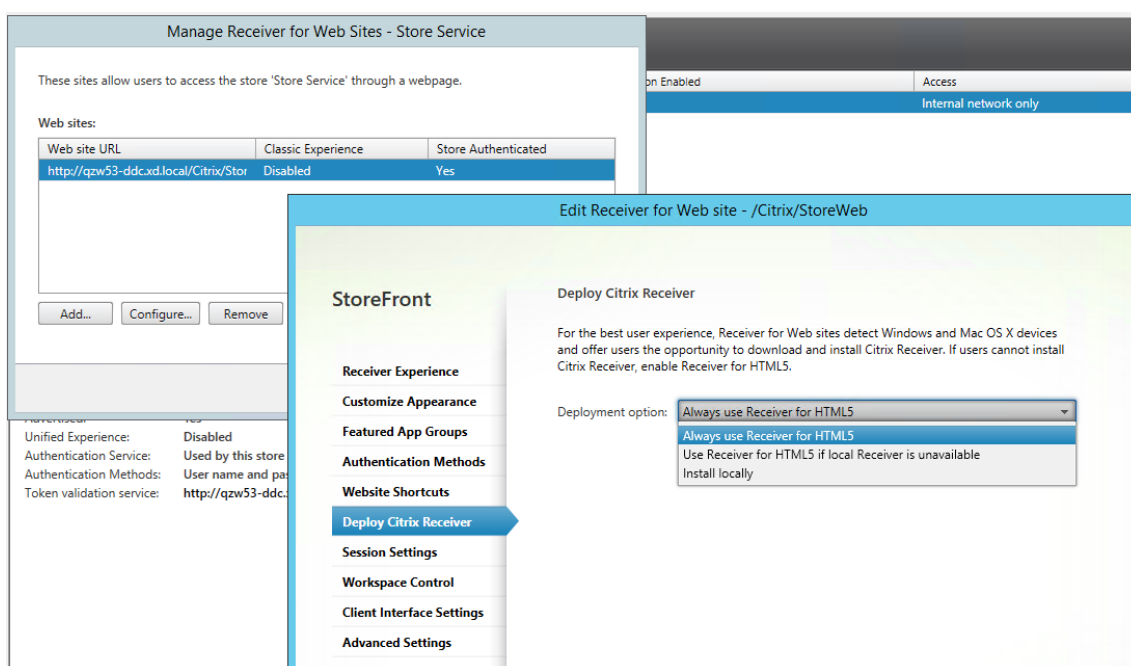 Manage Receiver for Web Sites - Store Service
These sites allow users to access the store 'Store Service' through a webpage.
Web sites:
Web site URL Classic Experience Store Authenticated
http://qzw53-ddc.xd.local/Citrix/Stor Disabled Yes
Add... Configure... Remove
Enabled Access
Internal network only
Unified Experience: Disabled
Authentication Service: Used by this store
Authentication Methods: User name and pas
Token validation service: http://qzw53-ddc.
Edit Receiver for Web site - /Citrix/StoreWeb
StoreFront
Receiver Experience
Customize Appearance
Featured App Groups
Authentication Methods
Website Shortcuts
Deploy Citrix Receiver
Session Settings
Workspace Control
Client Interface Settings
Advanced Settings
Deploy Citrix Receiver
For the best user experience, Receiver for Web sites detect Windows and Mac OS X devices
and offer users the opportunity to download and install Citrix Receiver. If users cannot install
Citrix Receiver, enable Receiver for HTML5.
Deployment option: Always use Receiver for HTML5
Always use Receiver for HTML5
Use Receiver for HTML5 if local Receiver is unavailable
Install locally